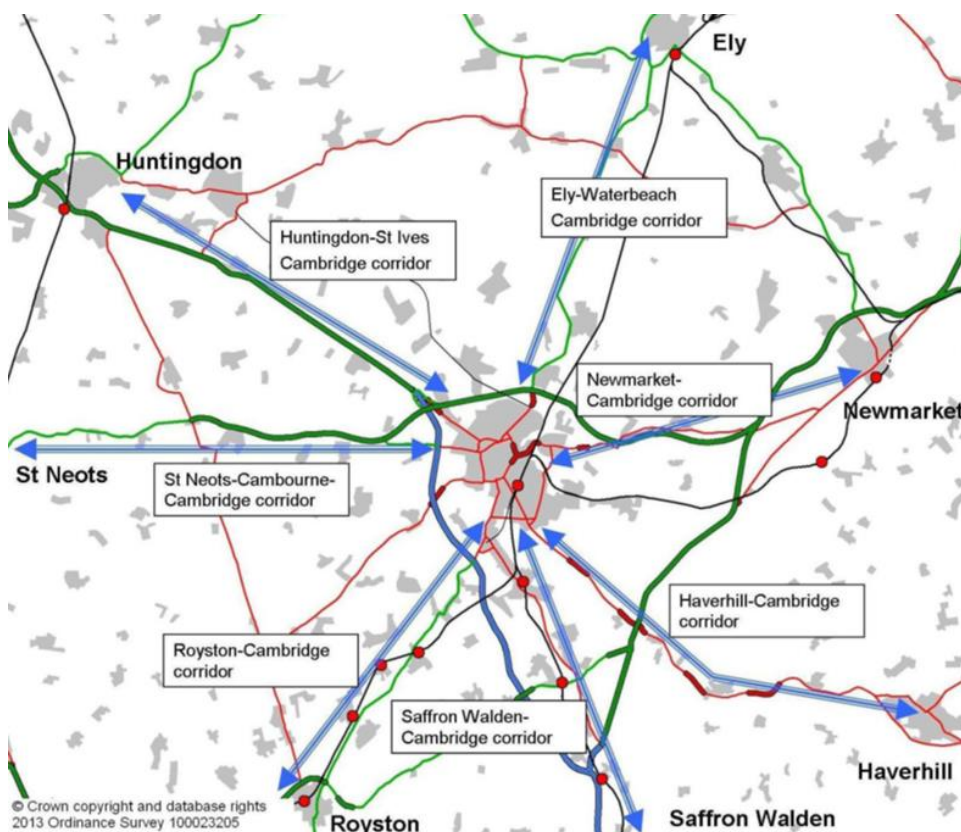 Ely
Huntingdon
Ely-Waterbeach
Cambridge corridor
Huntingdon-St Ives
Cambridge corridor
Newmarket-
Cambridge corridor
Newmarket
St Neots
St Neots-Cambourne-
Cambridge corridor
Haverhill-Cambridge
corridor
Royston-Cambridge
corridor
Saffron Walden-
Cambridge corridor
Haverhill
© Crown copyright and database rights
2013 Ordinance Survey 100023205
Royston
Saffron Walden